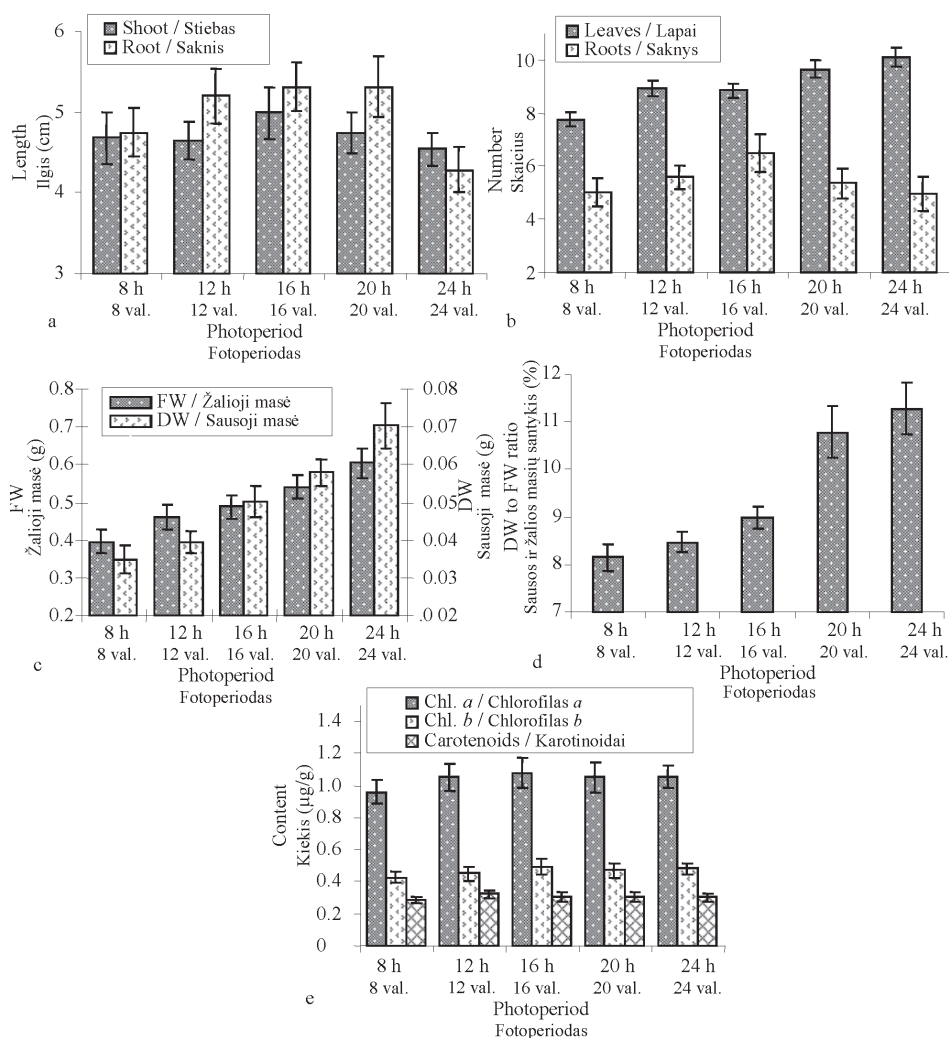 Shoot / Stiebas
Root / Saknis
6
5
4
3
Length
Ilgis (cm)
8 h
12 h
16 h
20 h
24 h
8 val.
12 val.
16 val.
20 val.
24 val.
a
Photoperiod
Fotoperiodas
Leaves / Lapai
Roots / Saknys
10
8
6
4
2
Number
Skaicius
8 h
12 h
16 h
20 h
24 h
8 val.
12 val.
16 val.
20 val.
24 val.
b
Photoperiod
Fotoperiodas
FW / Žalioji masė
DW / Sausoji masė
0.8
0.7
0.6
0.5
0.4
0.3
0.2
FW
Žalioji masė (g)
0.08
0.07
0.06
0.05
0.04
0.03
0.02
DW
Sausoji masė (g)
8 h
12 h
16 h
20 h
24 h
8 val.
12 val.
16 val.
20 val.
24 val.
c
Photoperiod
Fotoperiodas
12
11
10
9
8
7
DW to FW ratio
Sausos ir žalios masių santykis (%)
8 h
12 h
16 h
20 h
24 h
8 val.
12 val.
16 val.
20 val.
24 val.
d
Photoperiod
Fotoperiodas
Chl. a / Chlorofilas a
Chl. b / Chlorofilas b
Carotenoids / Karotinoidai
1.4
1.2
1.0
0.8
0.6
0.4
0.2
0
Content
Kiekis (µg/g)
8 h
12 h
16 h
20 h
24 h
8 val.
12 val.
16 val.
20 val.
24 val.
e
Photoperiod
Fotoperiodas